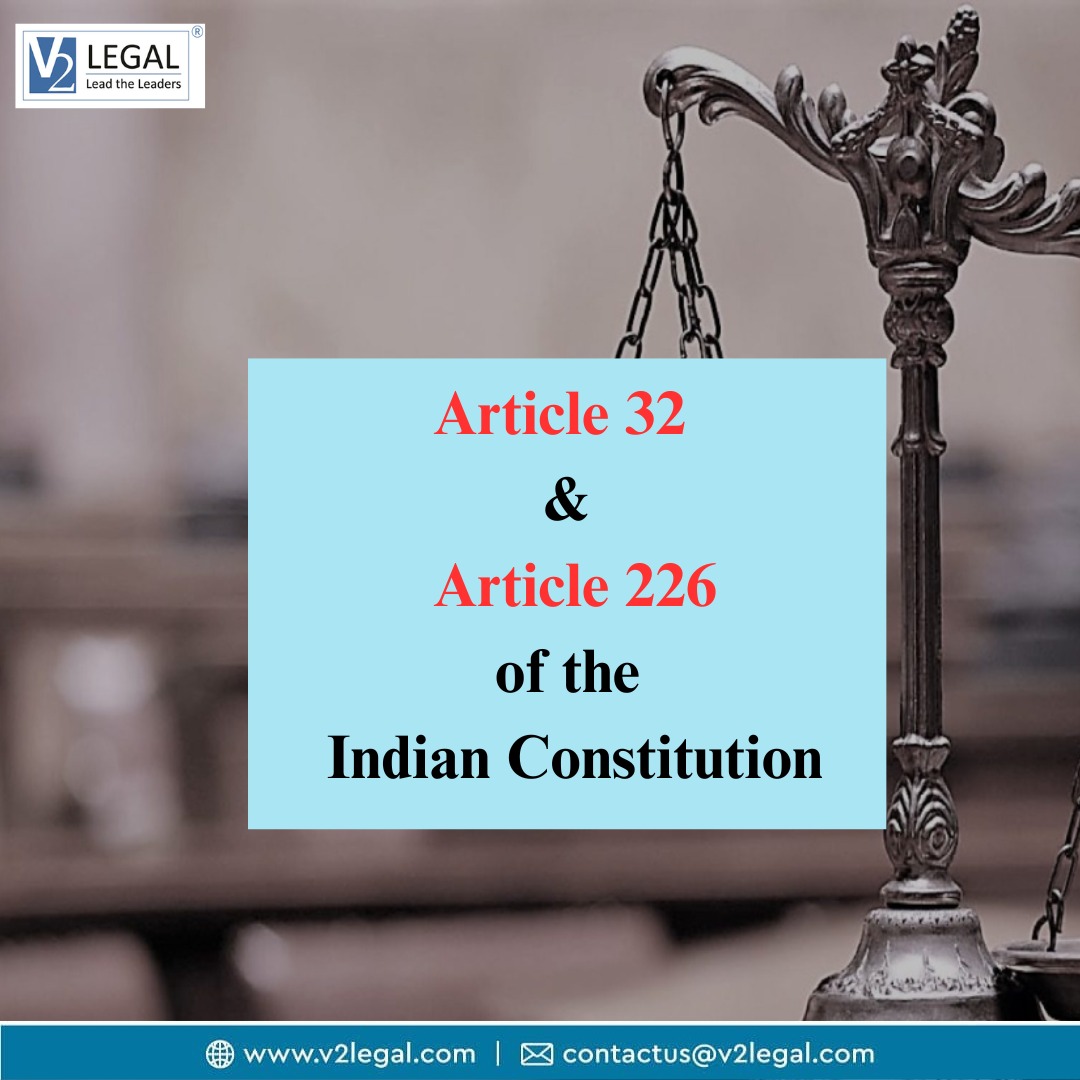 V2 LEGAL ®
Lead the Leaders
Article 32
&
Article 226
of the
Indian Constitution
www.v2legal.com | contactus@v2legal.com